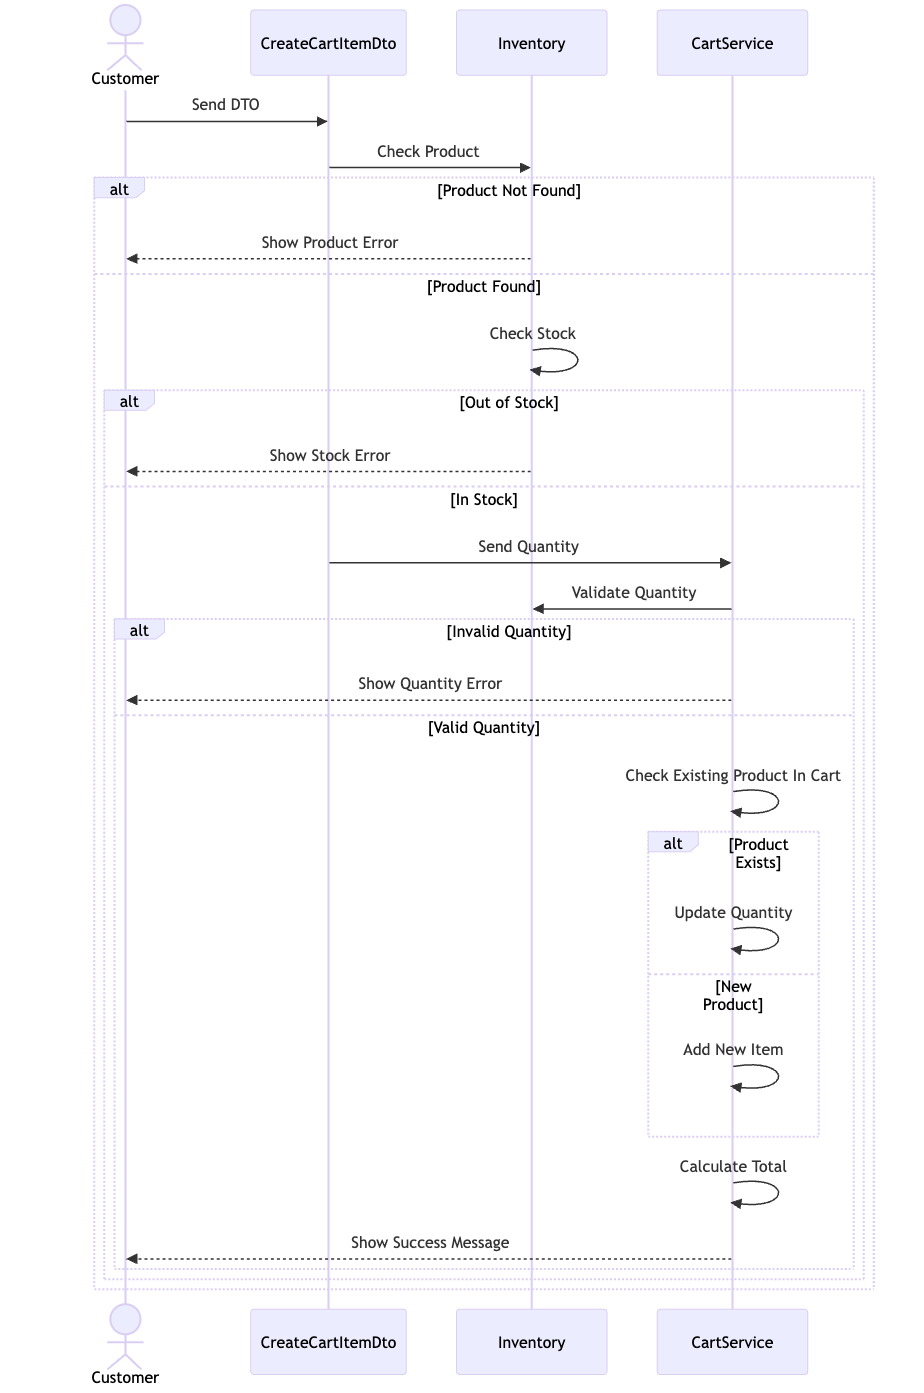 CreateCartItemDto
Inventory
CartService
Customer
Send DTO
Check Product
alt
[Product Not Found]
Show Product Error
[Product Found]
Check Stock
alt
[Out of Stock]
Show Stock Error
[In Stock]
Send Quantity
Validate Quantity
alt
[Invalid Quantity]
Show Quantity Error
[Valid Quantity]
Check Existing Product In Cart
alt
[Product
Exists]
Update Quantity
[New
Product]
Add New Item
Calculate Total
Show Success Message
CreateCartItemDto
Inventory
CartService
Customer